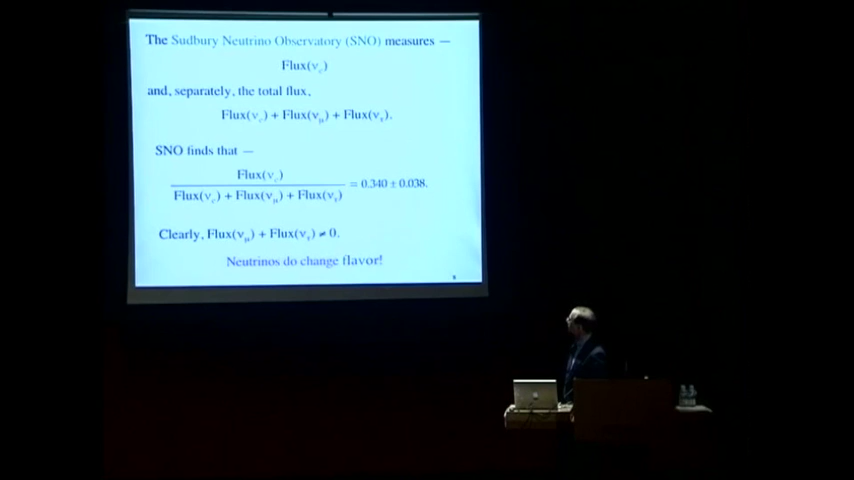 The Sudbury Neutrino Observatory (SNO) measures —
Flux(νe)
and, separately, the total flux,
Flux(νe) + Flux(νμ) + Flux(ντ).
SNO finds that —
Flux(νe)
Flux(νe) + Flux(νμ) + Flux(ντ)
= 0.340 ± 0.038.
Clearly, Flux(νμ) + Flux(ντ) ≠ 0.
Neutrinos do change flavor!